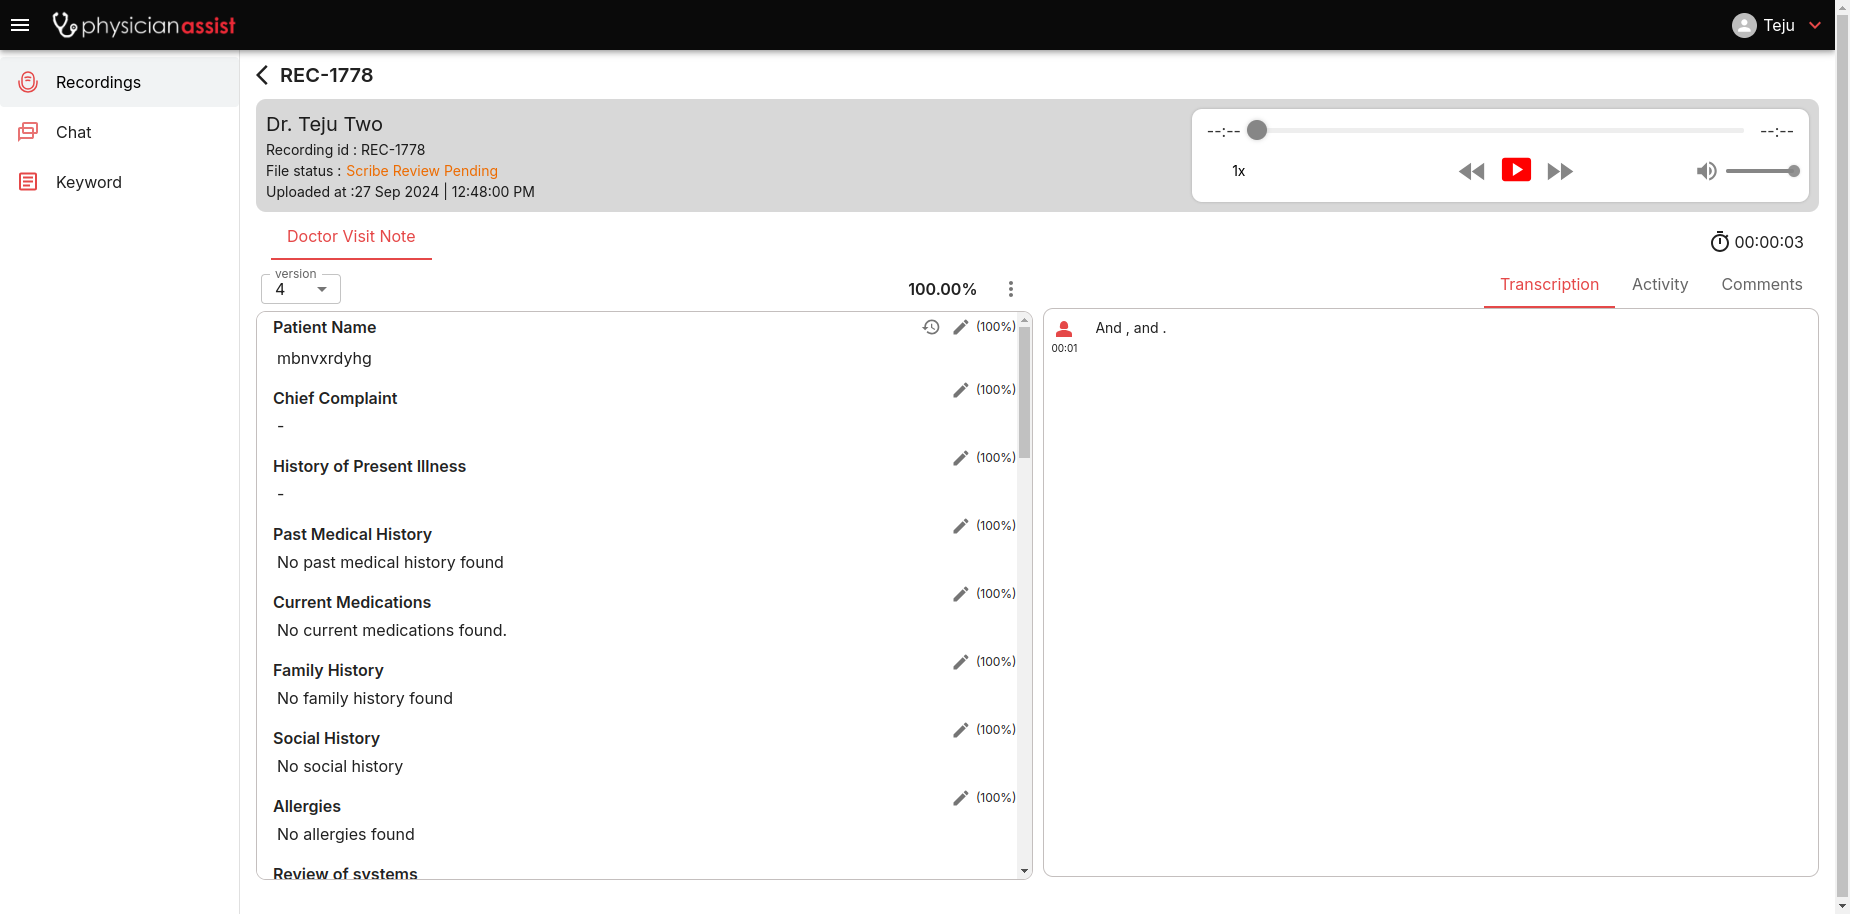 physicianassist
Teju
Recordings
Chat
Keyword
REC-1778
Dr. Teju Two
Recording id : REC-1778
File status : Scribe Review Pending
Uploaded at :27 Sep 2024 | 12:48:00 PM
--:--
--:--
1x
Doctor Visit Note
00:00:03
version
4
100.00%
Transcription Activity Comments
Patient Name (100%)
mbnvxrdyhg
Chief Complaint (100%)
-
History of Present Illness (100%)
-
Past Medical History (100%)
No past medical history found
Current Medications (100%)
No current medications found.
Family History (100%)
No family history found
Social History (100%)
No social history
Allergies (100%)
No allergies found
Review of systems
And , and .
00:01